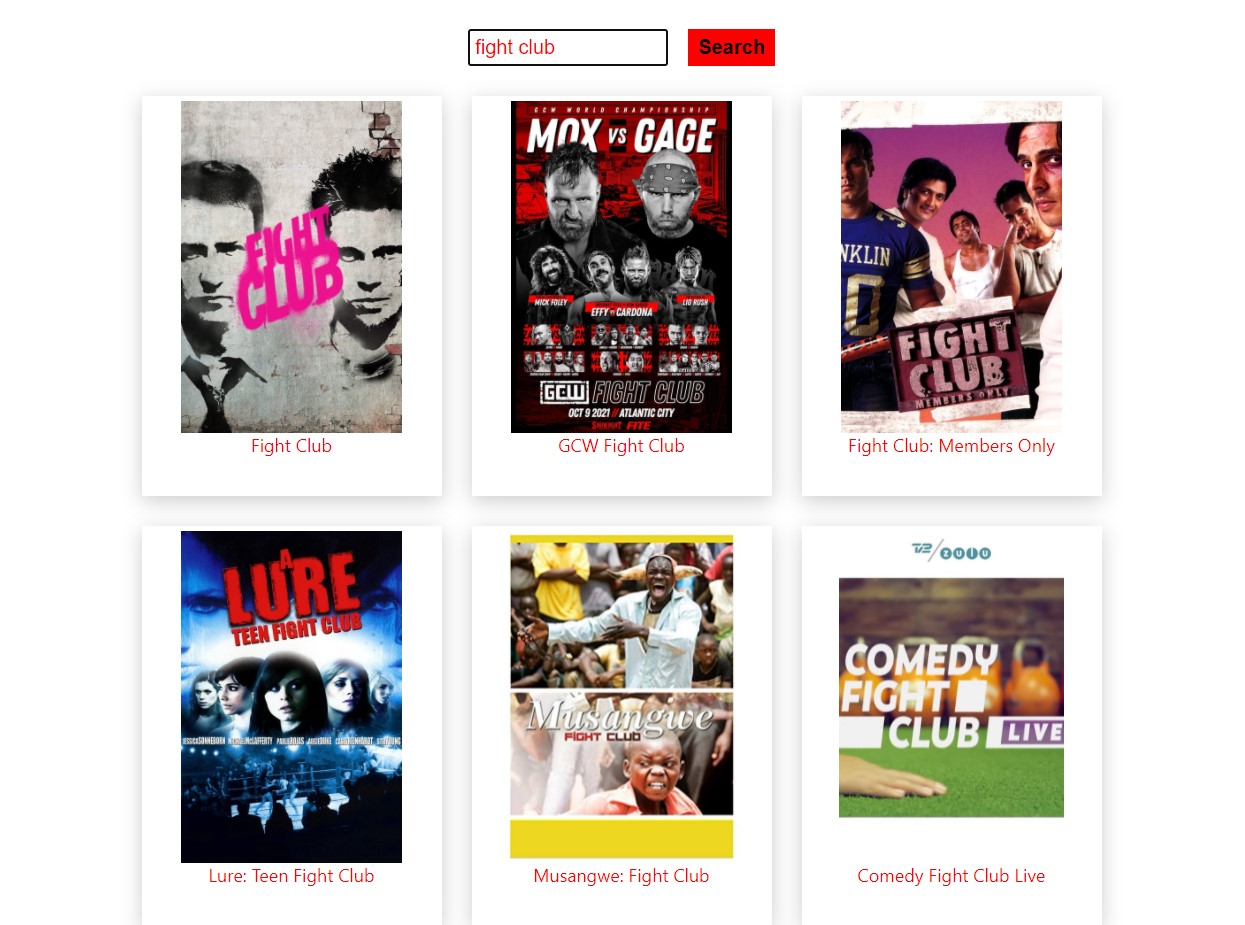 fight club
Search
FIGHT
CLUB
Fight Club
GCW WORLD CHAMPIONSHIP
MOX VS GAGE
MICK FOLEY
EFFY VS CARDONA
LIO RUSH
GCW FIGHT CLUB
OCT 9 2021 // ATLANTIC CITY
FITE
GCW Fight Club
NKLIN
0
FIGHT
CLUB
MEMBERS ONLY
Fight Club: Members Only
A
LURE
TEEN FIGHT CLUB
Lure: Teen Fight Club
Musangwe
FIGHT CLUB
Musangwe: Fight Club
TV2/ZULU
COMEDY
FIGHT
CLUB LIVE
Comedy Fight Club Live